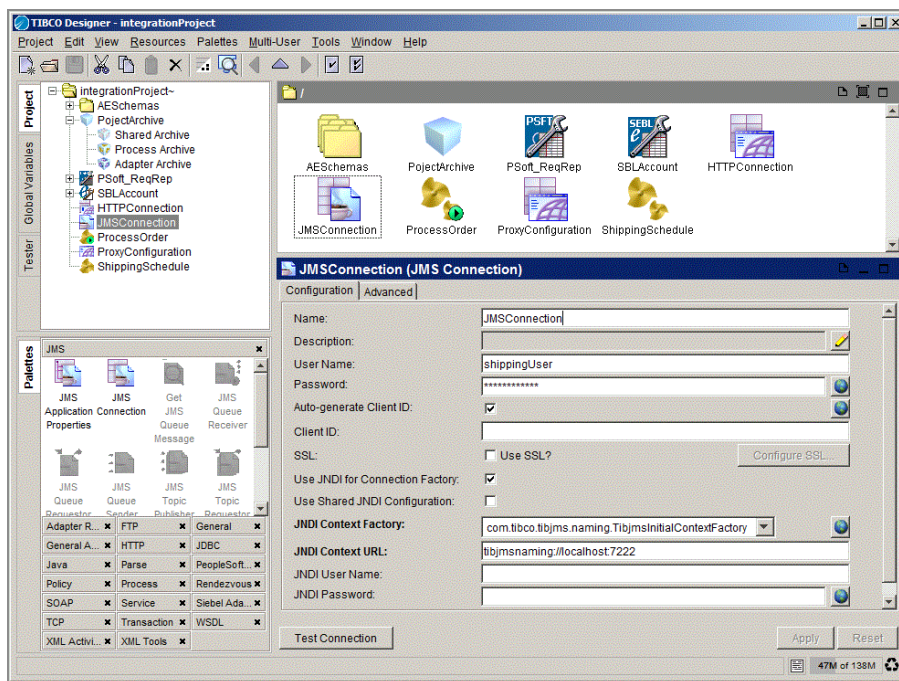 TIBCO Designer - integrationProject
Project Edit View Resources Palettes Multi-User Tools Window Help
Project
Global Variables
Tester
integrationProject~
AESchemas
PojectArchive
Shared Archive
Process Archive
Adapter Archive
PSoft_ReqRep
SBLAccount
HTTPConnection
JMSConnection
ProcessOrder
ProxyConfiguration
ShippingSchedule
/
PSFT SEBL
e
AESchemas PojectArchive PSoft_ReqRep SBLAccount HTTPConnection
JMSConnection ProcessOrder ProxyConfiguration ShippingSchedule
Palettes
JMS
JMS JMS Get JMS
Application Connection JMS Queue
Properties Queue Receiver
Message
JMS JMS JMS JMS
Queue Queue Topic Topic
Requestor Sender Publisher Requestor
Adapter R... FTP General
General A... HTTP JDBC
Java Parse PeopleSoft...
Policy Process Rendezvous
SOAP Service Siebel Ada...
TCP Transaction WSDL
XML Activi... XML Tools
JMSConnection (JMS Connection)
Configuration Advanced
Name: JMSConnection
Description:
User Name: shippingUser
Password: ************
Auto-generate Client ID:
Client ID:
SSL: Use SSL? Configure SSL...
Use JNDI for Connection Factory:
Use Shared JNDI Configuration:
JNDI Context Factory: com.tibco.tibjms.naming.TibjmsInitialContextFactory
JNDI Context URL: tibjmsnaming://localhost:7222
JNDI User Name:
JNDI Password:
Test Connection Apply Reset
47M of 138M